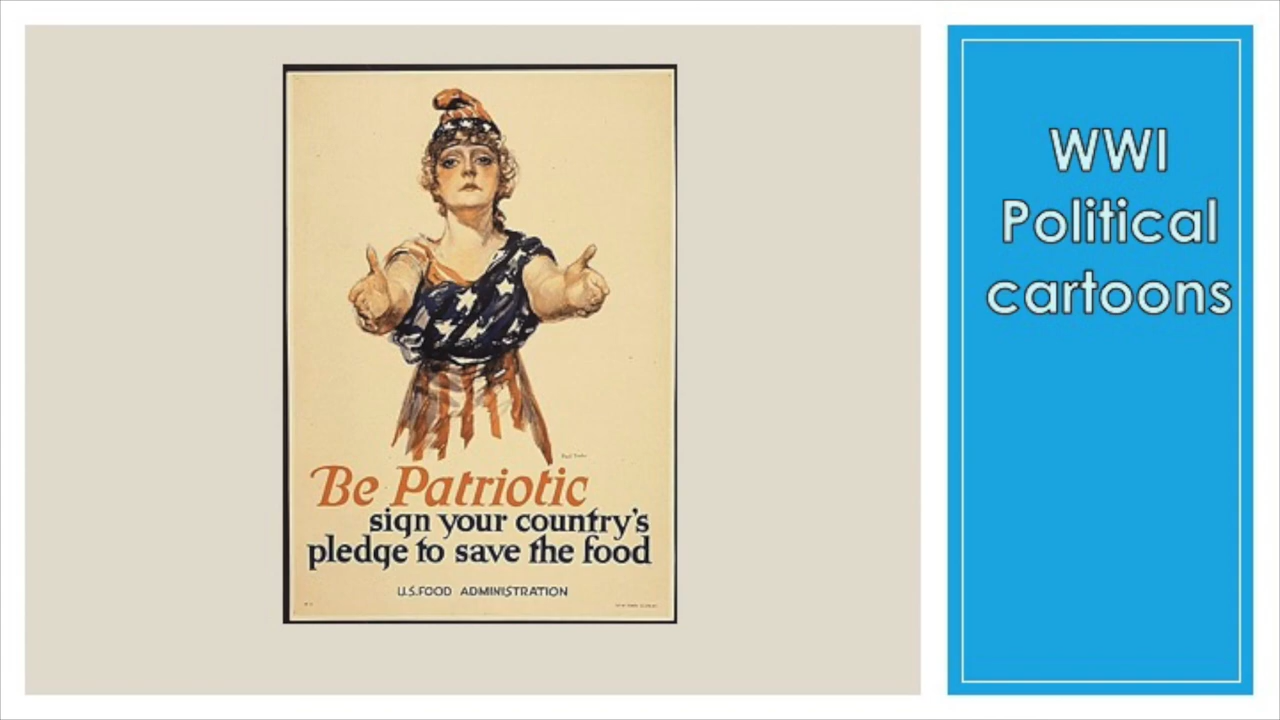 Be Patriotic
sign your country's
pledge to save the food
U.S. FOOD ADMINISTRATION
WWI
Political
cartoons